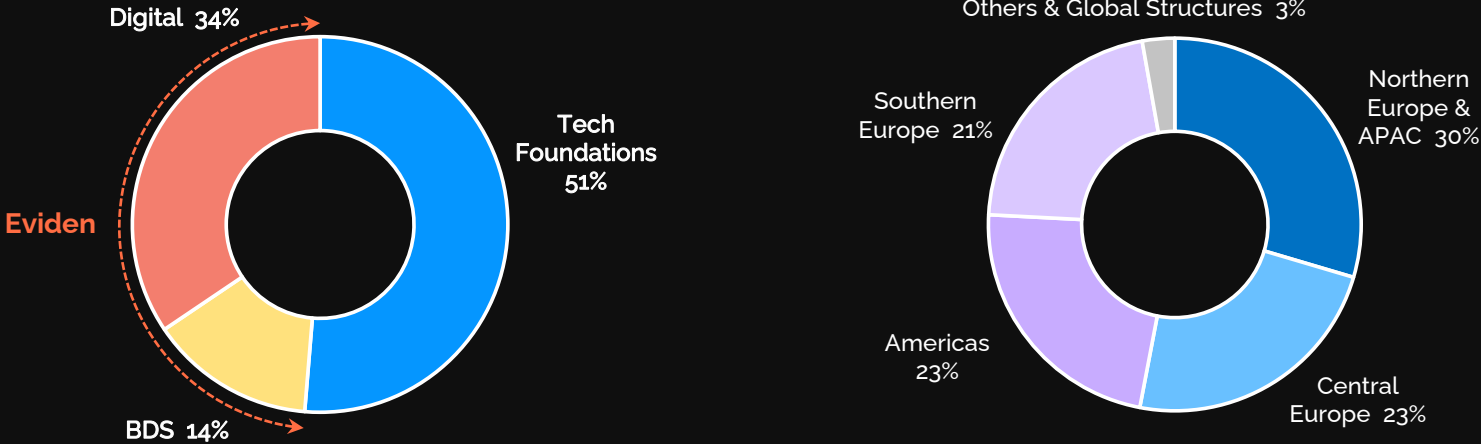 Digital 34%
Tech
Foundations
51%
Eviden
BDS 14%
Others & Global Structures 3%
Northern
Europe &
APAC 30%
Southern
Europe 21%
Americas
23%
Central
Europe 23%